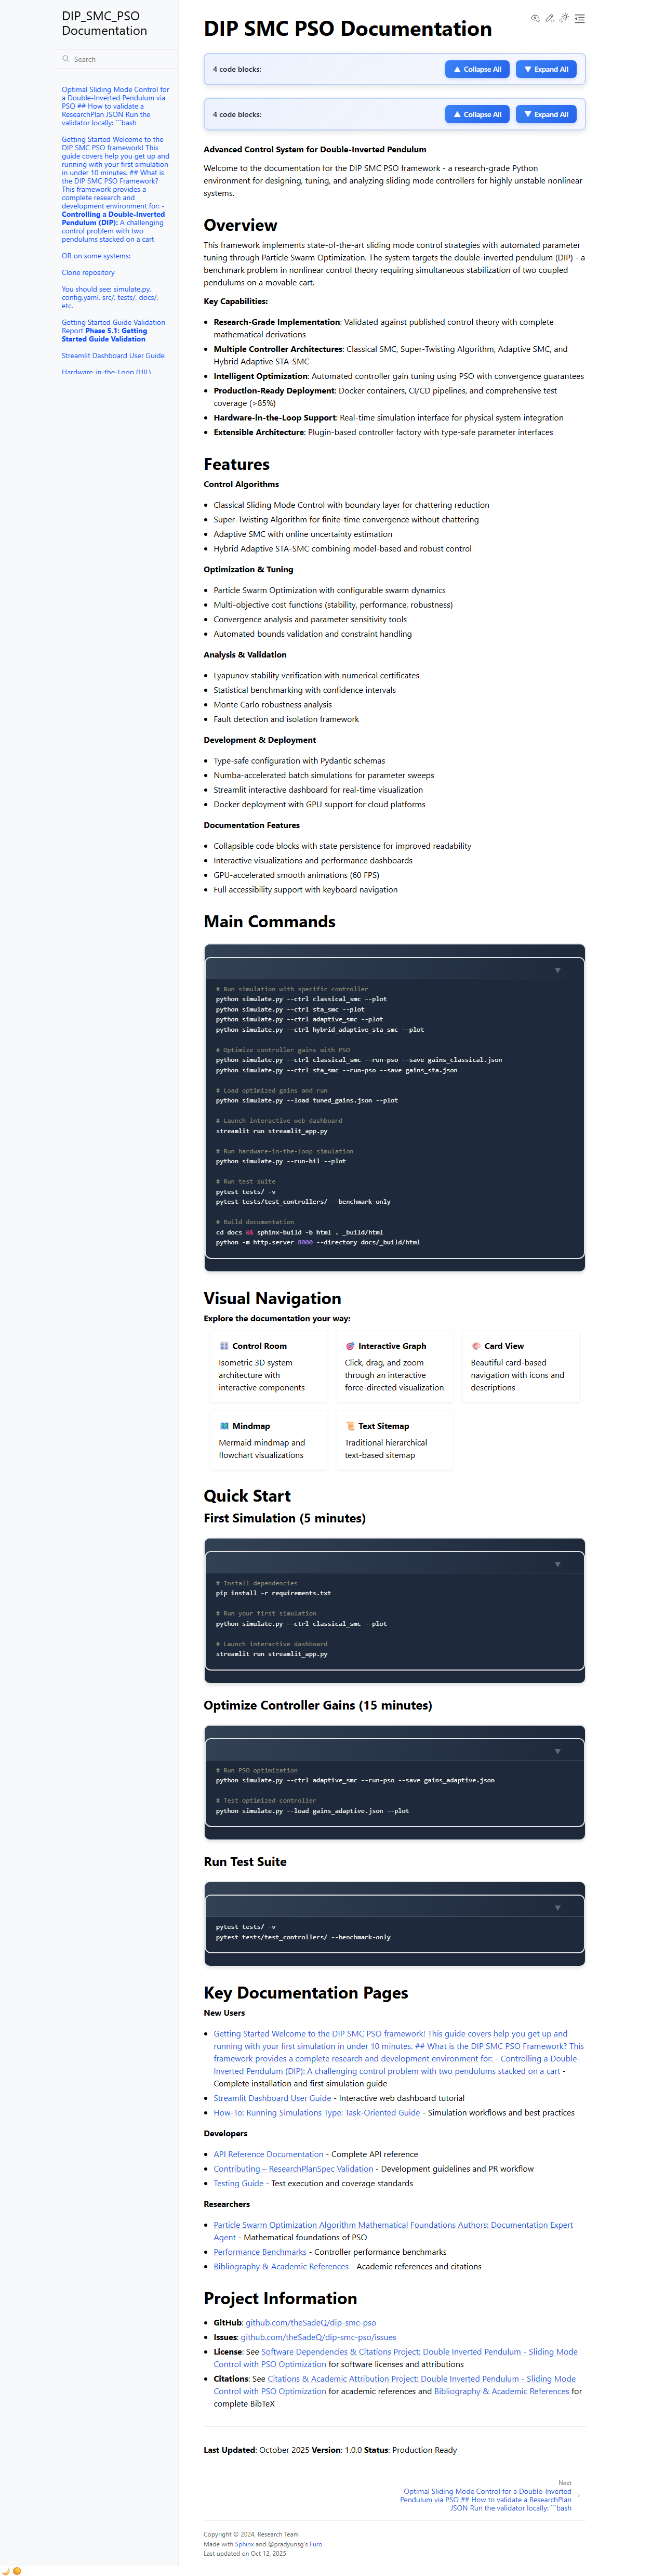 DIP_SMC_PSO
Documentation
Search
Optimal Sliding Mode Control for
a Double-Inverted Pendulum via
PSO ## How to validate a
ResearchPlan JSON Run the
validator locally: ```bash
Getting Started Welcome to the
DIP SMC PSO framework! This
guide covers help you get up and
running with your first simulation
in under 10 minutes. ## What is
the DIP SMC PSO Framework?
This framework provides a
complete research and
development environment for: -
Controlling a Double-Inverted
Pendulum (DIP): A challenging
control problem with two
pendulums stacked on a cart
OR on some systems:
Clone repository
You should see: simulate.py,
config.yaml, src/, tests/, docs/,
etc.
Getting Started Guide Validation
Report Phase 5.1: Getting
Started Guide Validation
Streamlit Dashboard User Guide
Hardware-in-the-Loop (HIL)
DIP SMC PSO Documentation
4 code blocks:
▲ Collapse All
▼ Expand All
4 code blocks:
▲ Collapse All
▼ Expand All
Advanced Control System for Double-Inverted Pendulum
Welcome to the documentation for the DIP SMC PSO framework - a research-grade Python
environment for designing, tuning, and analyzing sliding mode controllers for highly unstable nonlinear
systems.
Overview
This framework implements state-of-the-art sliding mode control strategies with automated parameter
tuning through Particle Swarm Optimization. The system targets the double-inverted pendulum (DIP) - a
benchmark problem in nonlinear control theory requiring simultaneous stabilization of two coupled
pendulums on a movable cart.
Key Capabilities:
• Research-Grade Implementation: Validated against published control theory with complete
mathematical derivations
• Multiple Controller Architectures: Classical SMC, Super-Twisting Algorithm, Adaptive SMC, and
Hybrid Adaptive STA-SMC
• Intelligent Optimization: Automated controller gain tuning using PSO with convergence guarantees
• Production-Ready Deployment: Docker containers, CI/CD pipelines, and comprehensive test
coverage (>85%)
• Hardware-in-the-Loop Support: Real-time simulation interface for physical system integration
• Extensible Architecture: Plugin-based controller factory with type-safe parameter interfaces
Features
Control Algorithms
• Classical Sliding Mode Control with boundary layer for chattering reduction
• Super-Twisting Algorithm for finite-time convergence without chattering
• Adaptive SMC with online uncertainty estimation
• Hybrid Adaptive STA-SMC combining model-based and robust control
Optimization & Tuning
• Particle Swarm Optimization with configurable swarm dynamics
• Multi-objective cost functions (stability, performance, robustness)
• Convergence analysis and parameter sensitivity tools
• Automated bounds validation and constraint handling
Analysis & Validation
• Lyapunov stability verification with numerical certificates
• Statistical benchmarking with confidence intervals
• Monte Carlo robustness analysis
• Fault detection and isolation framework
Development & Deployment
• Type-safe configuration with Pydantic schemas
• Numba-accelerated batch simulations for parameter sweeps
• Streamlit interactive dashboard for real-time visualization
• Docker deployment with GPU support for cloud platforms
Documentation Features
• Collapsible code blocks with state persistence for improved readability
• Interactive visualizations and performance dashboards
• GPU-accelerated smooth animations (60 FPS)
• Full accessibility support with keyboard navigation
Main Commands
# Run simulation with specific controller
python simulate.py --ctrl classical_smc --plot
python simulate.py --ctrl sta_smc --plot
python simulate.py --ctrl adaptive_smc --plot
python simulate.py --ctrl hybrid_adaptive_sta_smc --plot
# Optimize controller gains with PSO
python simulate.py --ctrl classical_smc --run-pso --save gains_classical.json
python simulate.py --ctrl sta_smc --run-pso --save gains_sta.json
# Load optimized gains and run
python simulate.py --load tuned_gains.json --plot
# Launch interactive web dashboard
streamlit run streamlit_app.py
# Run hardware-in-the-loop simulation
python simulate.py --run-hil --plot
# Run test suite
pytest tests/ -v
pytest tests/test_controllers/ --benchmark-only
# Build documentation
cd docs && sphinx-build -b html . _build/html
python -m http.server 8000 --directory docs/_build/html
Visual Navigation
Explore the documentation your way:
Control Room
Isometric 3D system
architecture with
interactive components
Interactive Graph
Click, drag, and zoom
through an interactive
force-directed visualization
Card View
Beautiful card-based
navigation with icons and
descriptions
Mindmap
Mermaid mindmap and
flowchart visualizations
Text Sitemap
Traditional hierarchical
text-based sitemap
Quick Start
First Simulation (5 minutes)
# Install dependencies
pip install -r requirements.txt
# Run your first simulation
python simulate.py --ctrl classical_smc --plot
# Launch interactive dashboard
streamlit run streamlit_app.py
Optimize Controller Gains (15 minutes)
# Run PSO optimization
python simulate.py --ctrl adaptive_smc --run-pso --save gains_adaptive.json
# Test optimized controller
python simulate.py --load gains_adaptive.json --plot
Run Test Suite
pytest tests/ -v
pytest tests/test_controllers/ --benchmark-only
Key Documentation Pages
New Users
• Getting Started Welcome to the DIP SMC PSO framework! This guide covers help you get up and
running with your first simulation in under 10 minutes. ## What is the DIP SMC PSO Framework? This
framework provides a complete research and development environment for: - Controlling a Double-
Inverted Pendulum (DIP): A challenging control problem with two pendulums stacked on a cart -
Complete installation and first simulation guide
• Streamlit Dashboard User Guide - Interactive web dashboard tutorial
• How-To: Running Simulations Type: Task-Oriented Guide - Simulation workflows and best practices
Developers
• API Reference Documentation - Complete API reference
• Contributing – ResearchPlanSpec Validation - Development guidelines and PR workflow
• Testing Guide - Test execution and coverage standards
Researchers
• Particle Swarm Optimization Algorithm Mathematical Foundations Authors: Documentation Expert
Agent - Mathematical foundations of PSO
• Performance Benchmarks - Controller performance benchmarks
• Bibliography & Academic References - Academic references and citations
Project Information
• GitHub: github.com/theSadeQ/dip-smc-pso
• Issues: github.com/theSadeQ/dip-smc-pso/issues
• License: See Software Dependencies & Citations Project: Double Inverted Pendulum - Sliding Mode
Control with PSO Optimization for software licenses and attributions
• Citations: See Citations & Academic Attribution Project: Double Inverted Pendulum - Sliding Mode
Control with PSO Optimization for academic references and Bibliography & Academic References for
complete BibTeX
Last Updated: October 2025 Version: 1.0.0 Status: Production Ready
Next
Optimal Sliding Mode Control for a Double-Inverted
Pendulum via PSO ## How to validate a ResearchPlan
JSON Run the validator locally: ```bash
Copyright © 2024, Research Team
Made with Sphinx and @pradyunsg's Furo
Last updated on Oct 12, 2025